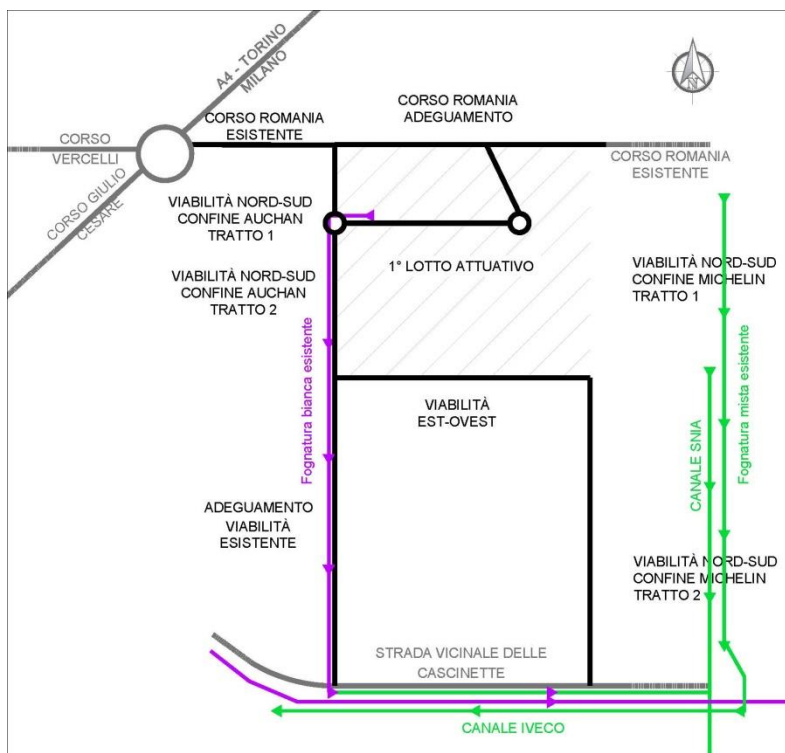 A4 - TORINO
MILANO
CORSO ROMANIA
ADEGUAMENTO
CORSO ROMANIA
ESISTENTE
CORSO
VERCELLI
CORSO ROMANIA
ESISTENTE
CORSO GIULIO
CESARE
N
VIABILITÀ NORD-SUD
CONFINE AUCHAN
TRATTO 1
1° LOTTO ATTUATIVO
VIABILITÀ NORD-SUD
CONFINE MICHELIN
TRATTO 1
VIABILITÀ NORD-SUD
CONFINE AUCHAN
TRATTO 2
Fognatura bianca esistente
Fognatura mista esistente
CANALE SNIA
VIABILITÀ
EST-OVEST
ADEGUAMENTO
VIABILITÀ
ESISTENTE
VIABILITÀ NORD-SUD
CONFINE MICHELIN
TRATTO 2
STRADA VICINALE DELLE
CASCINETTE
CANALE IVECO